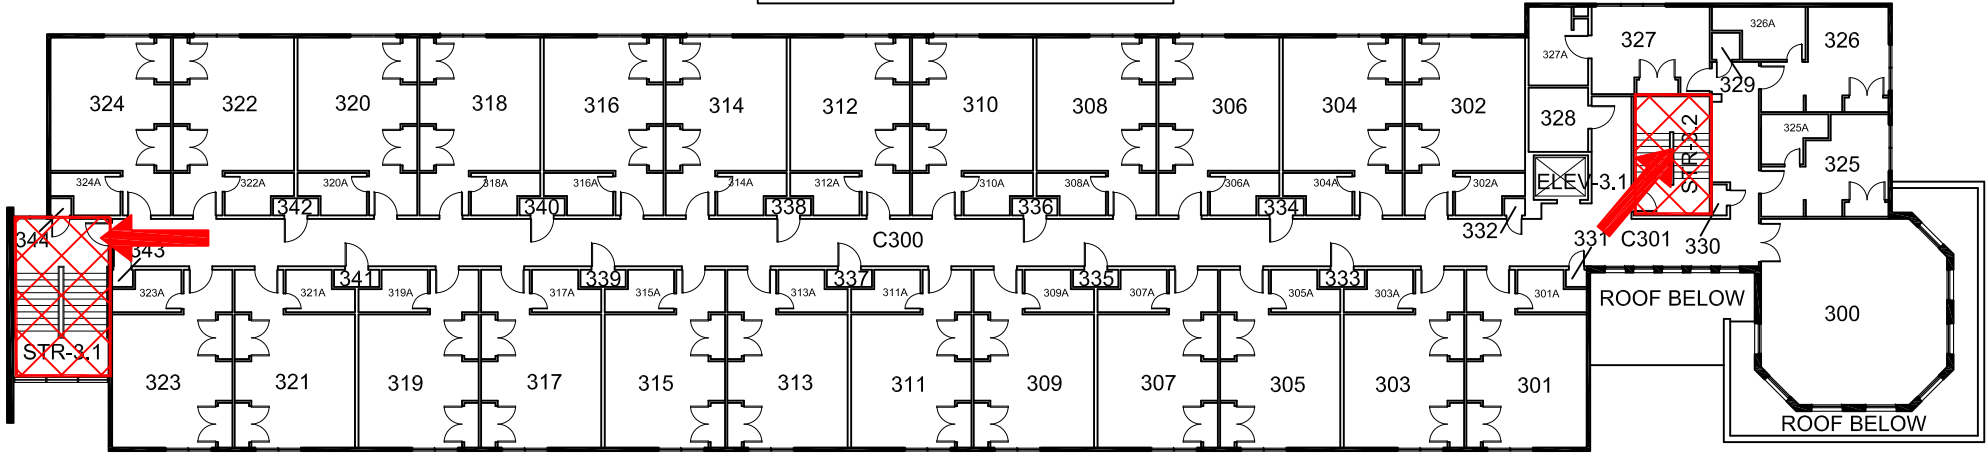 326A
327
326
327A
329
324
322
320
318
316
314
312
310
308
306
304
302
328
STR-3.2
325A
325
324A
322A
320A
318A
316A
314A
312A
310A
308A
306A
304A
302A
ELEV-3.1
342
340
338
336
334
332
344
343
C300
331
C301
330
341
339
337
335
333
323A
321A
319A
317A
315A
313A
311A
309A
307A
305A
303A
301A
ROOF BELOW
300
STR-3.1
323
321
319
317
315
313
311
309
307
305
303
301
ROOF BELOW